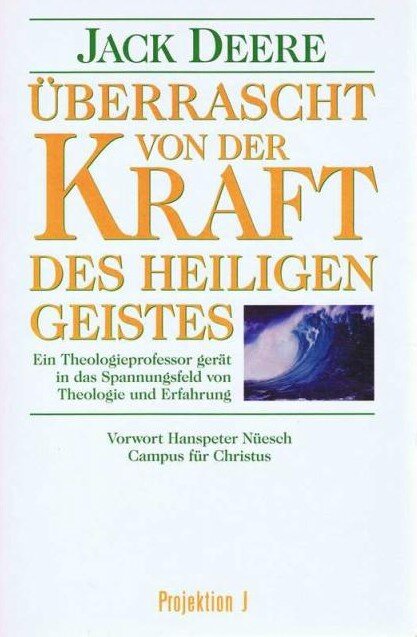 JACK DEERE
ÜBERRASCHT
VON DER
KRAFT
DES HEILIGEN
GEISTES
Ein Theologieprofessor gerät
in das Spannungsfeld von
Theologie und Erfahrung
Vorwort Hanspeter Nüesch
Campus für Christus
Projektion J